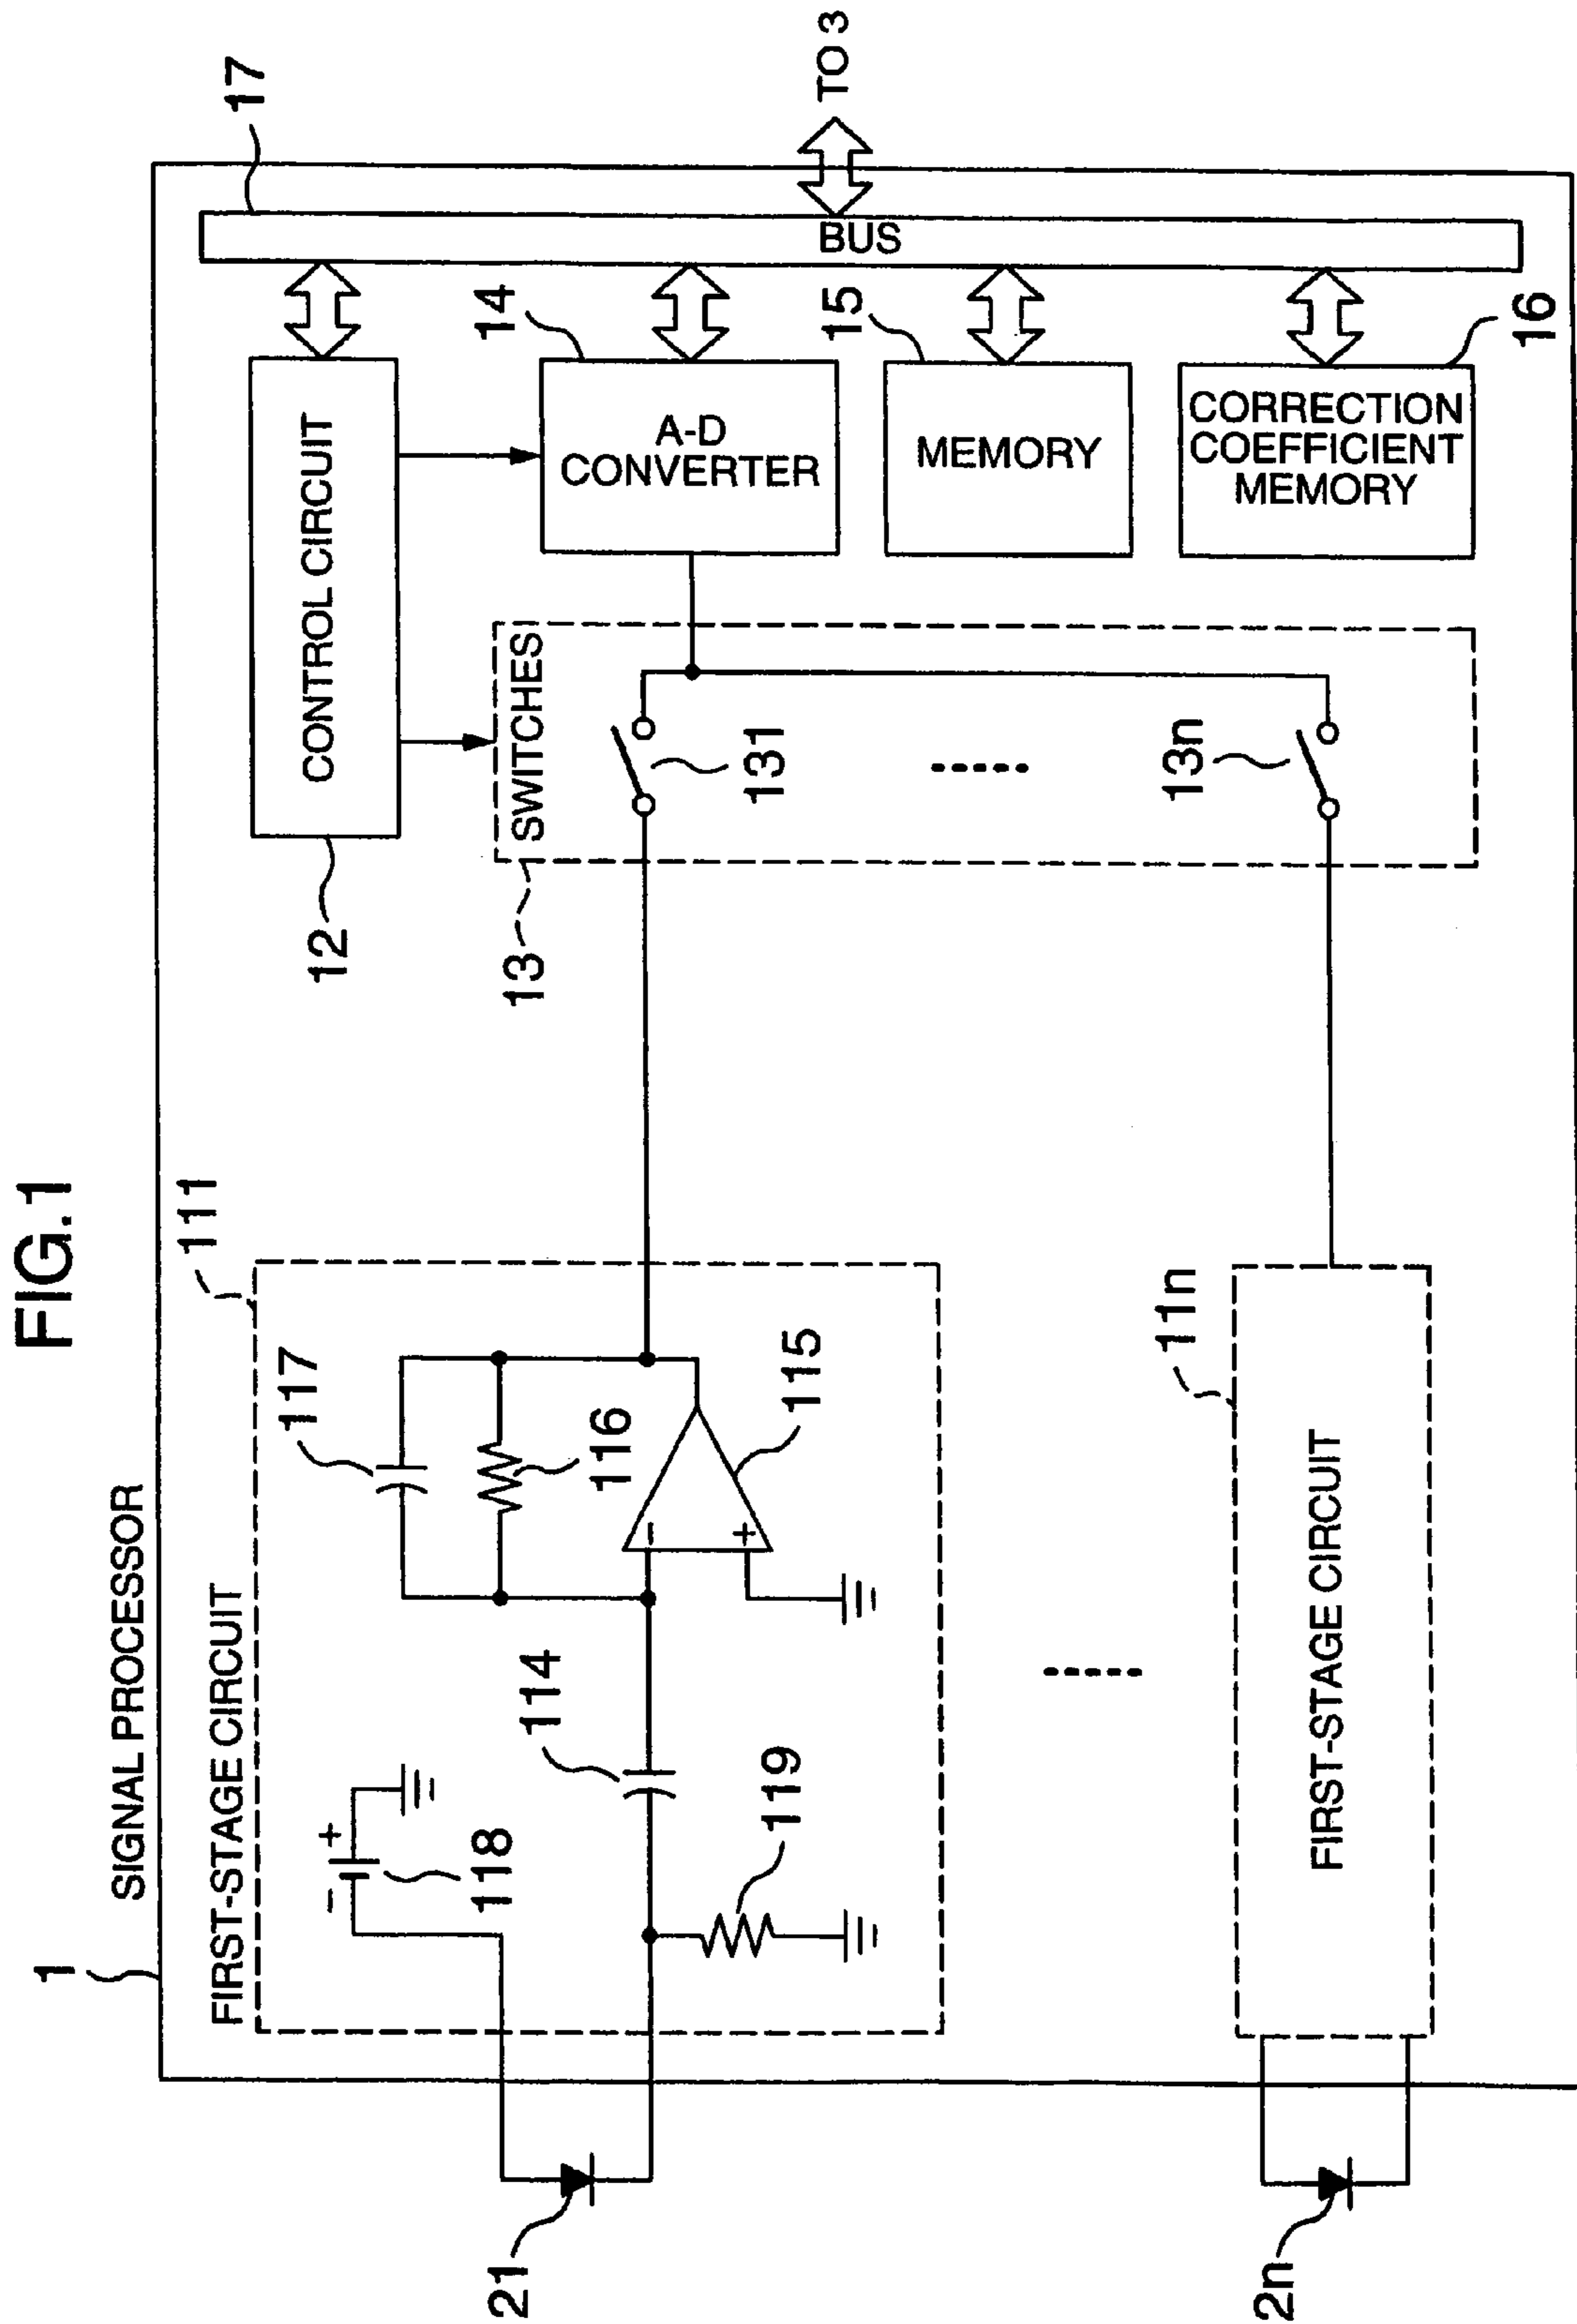 FIG.1
1
SIGNAL PROCESSOR
FIRST-STAGE CIRCUIT
111
117
116
115
114
118
119
−
+
−
+
21
12
CONTROL CIRCUIT
17
BUS
TO 3
13
SWITCHES
131
13n
14
A-D
CONVERTER
15
MEMORY
16
CORRECTION
COEFFICIENT
MEMORY
11n
FIRST-STAGE CIRCUIT
2n